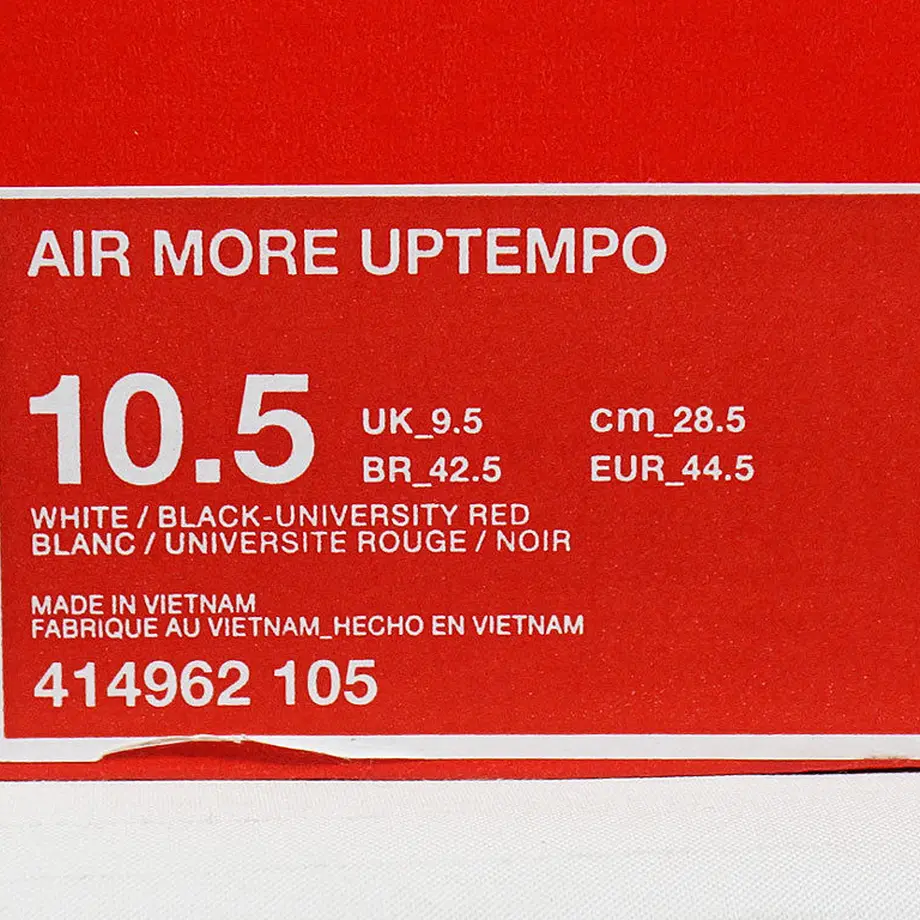 AIR MORE UPTEMPO
10.5
UK_9.5 cm_28.5
BR_42.5 EUR_44.5
WHITE / BLACK-UNIVERSITY RED
BLANC / UNIVERSITE ROUGE / NOIR
MADE IN VIETNAM
FABRIQUE AU VIETNAM_HECHO EN VIETNAM
414962 105